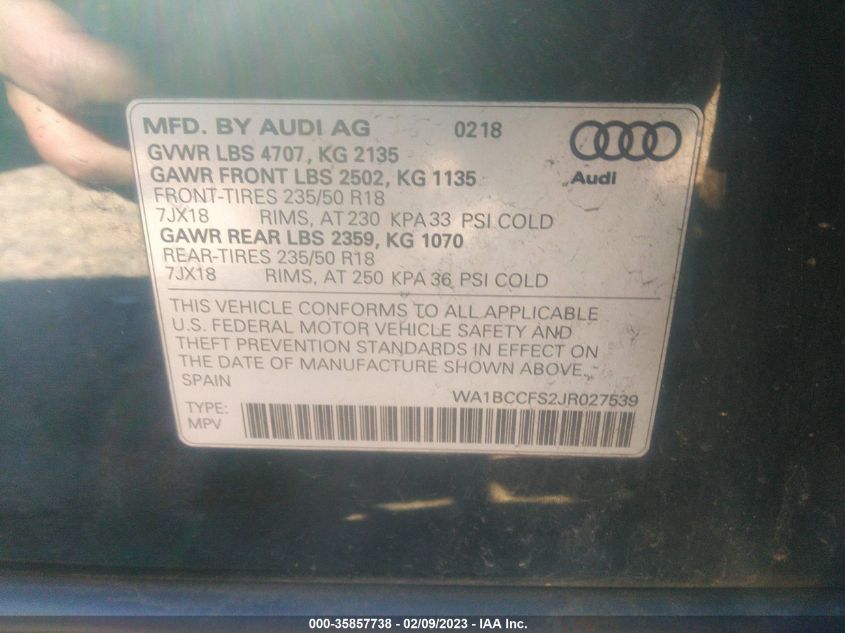 MFD. BY AUDI AG 0218
GVWR LBS 4707, KG 2135
GAWR FRONT LBS 2502, KG 1135
Audi
FRONT-TIRES 235/50 R18
7JX18 RIMS, AT 230 KPA 33 PSI COLD
GAWR REAR LBS 2359, KG 1070
REAR-TIRES 235/50 R18
7JX18 RIMS, AT 250 KPA 36 PSI COLD
THIS VEHICLE CONFORMS TO ALL APPLICABLE
U.S. FEDERAL MOTOR VEHICLE SAFETY AND
THEFT PREVENTION STANDARDS IN EFFECT ON
THE DATE OF MANUFACTURE SHOWN ABOVE.
SPAIN
WA1BCCFS2JR027539
TYPE:
MPV
000-35857738 - 02/09/2023 - IAA Inc.